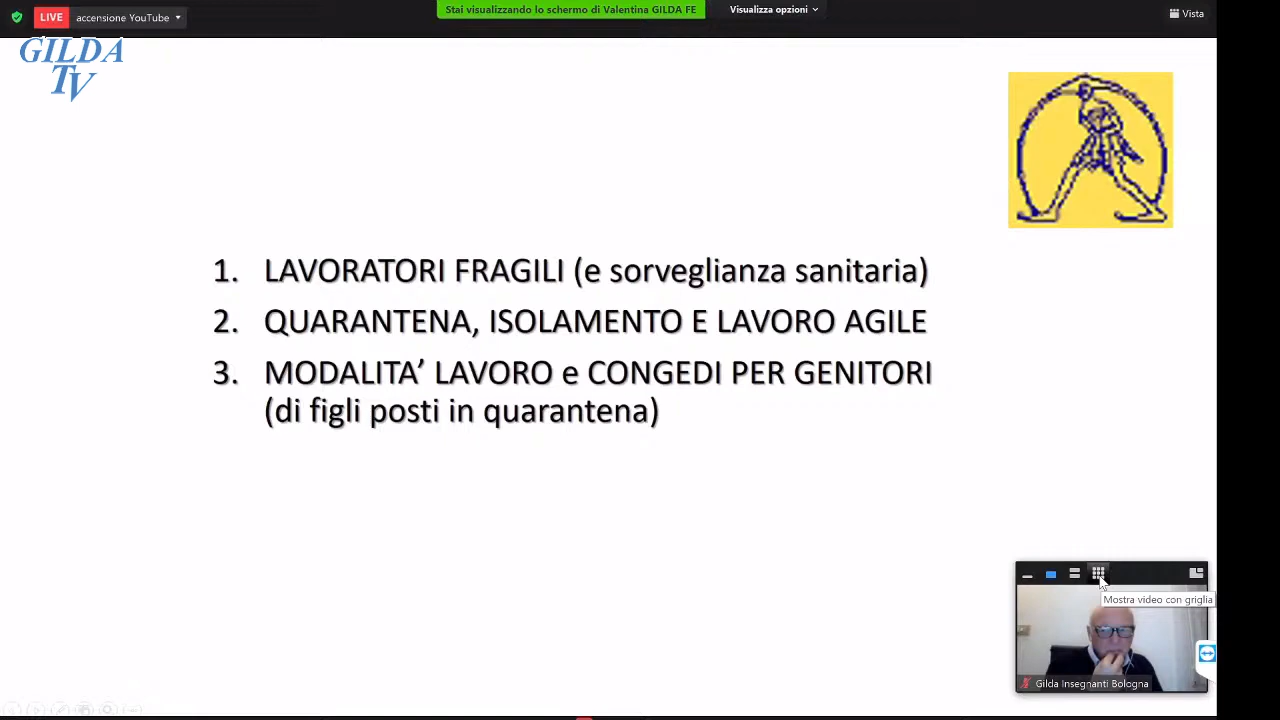 LIVE
accensione YouTube
Stai visualizzando lo schermo di Valentina GILDA FE
Visualizza opzioni
Vista
GILDA
TV
1. LAVORATORI FRAGILI (e sorveglianza sanitaria)
2. QUARANTENA, ISOLAMENTO E LAVORO AGILE
3. MODALITA’ LAVORO e CONGEDI PER GENITORI
(di figli posti in quarantena)
Mostra video con griglia
Gilda Insegnanti Bologna